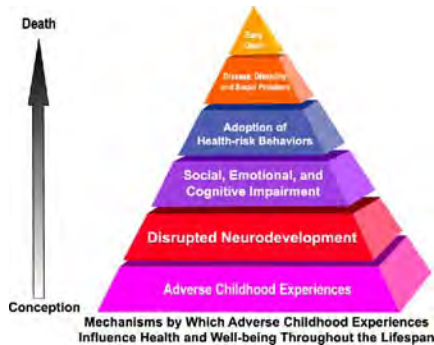 Death
Early
Death
Disease, Disability
and Social Problems
Adoption of
Health-risk Behaviors
Social, Emotional, and
Cognitive Impairment
Disrupted Neurodevelopment
Adverse Childhood Experiences
Conception
Mechanisms by Which Adverse Childhood Experiences
Influence Health and Well-being Throughout the Lifespan